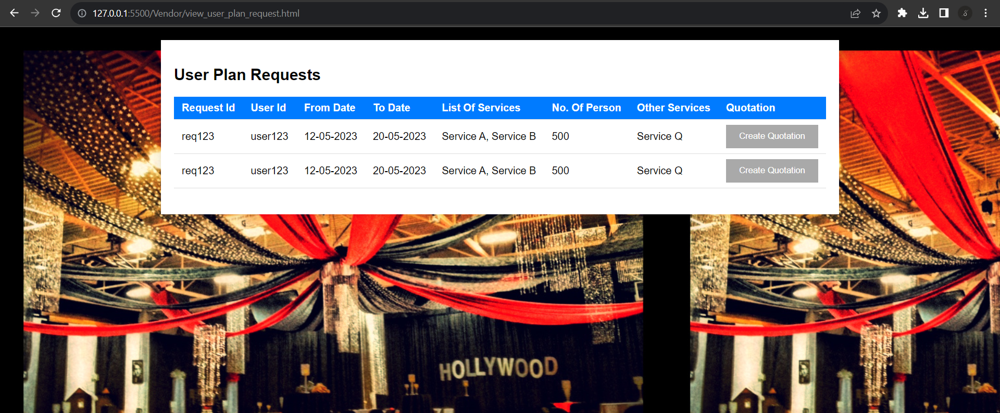 127.0.0.1:5500/Vendor/view_user_plan_request.html
User Plan Requests
Request Id User Id From Date To Date List Of Services No. Of Person Other Services Quotation
req123 user123 12-05-2023 20-05-2023 Service A, Service B 500 Service Q Create Quotation
req123 user123 12-05-2023 20-05-2023 Service A, Service B 500 Service Q Create Quotation
HOLLYWOOD